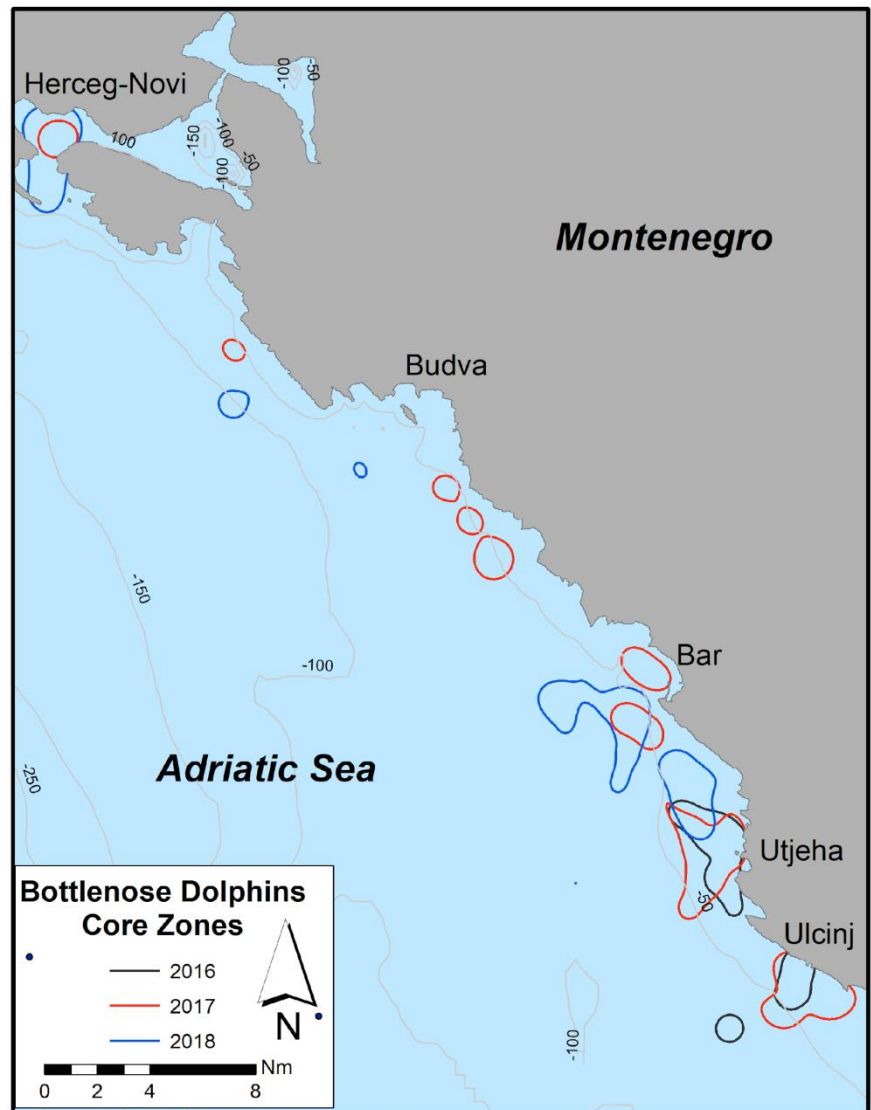 -50
-100
Herceg-Novi
100
-150
-100
-50
-100
Montenegro
Budva
-150
-100
Bar
Adriatic Sea
-250
Utjeha
-50
Ulcinj
-100
Bottlenose Dolphins
Core Zones
2016
2017
2018
N
Nm
0 2 4 8